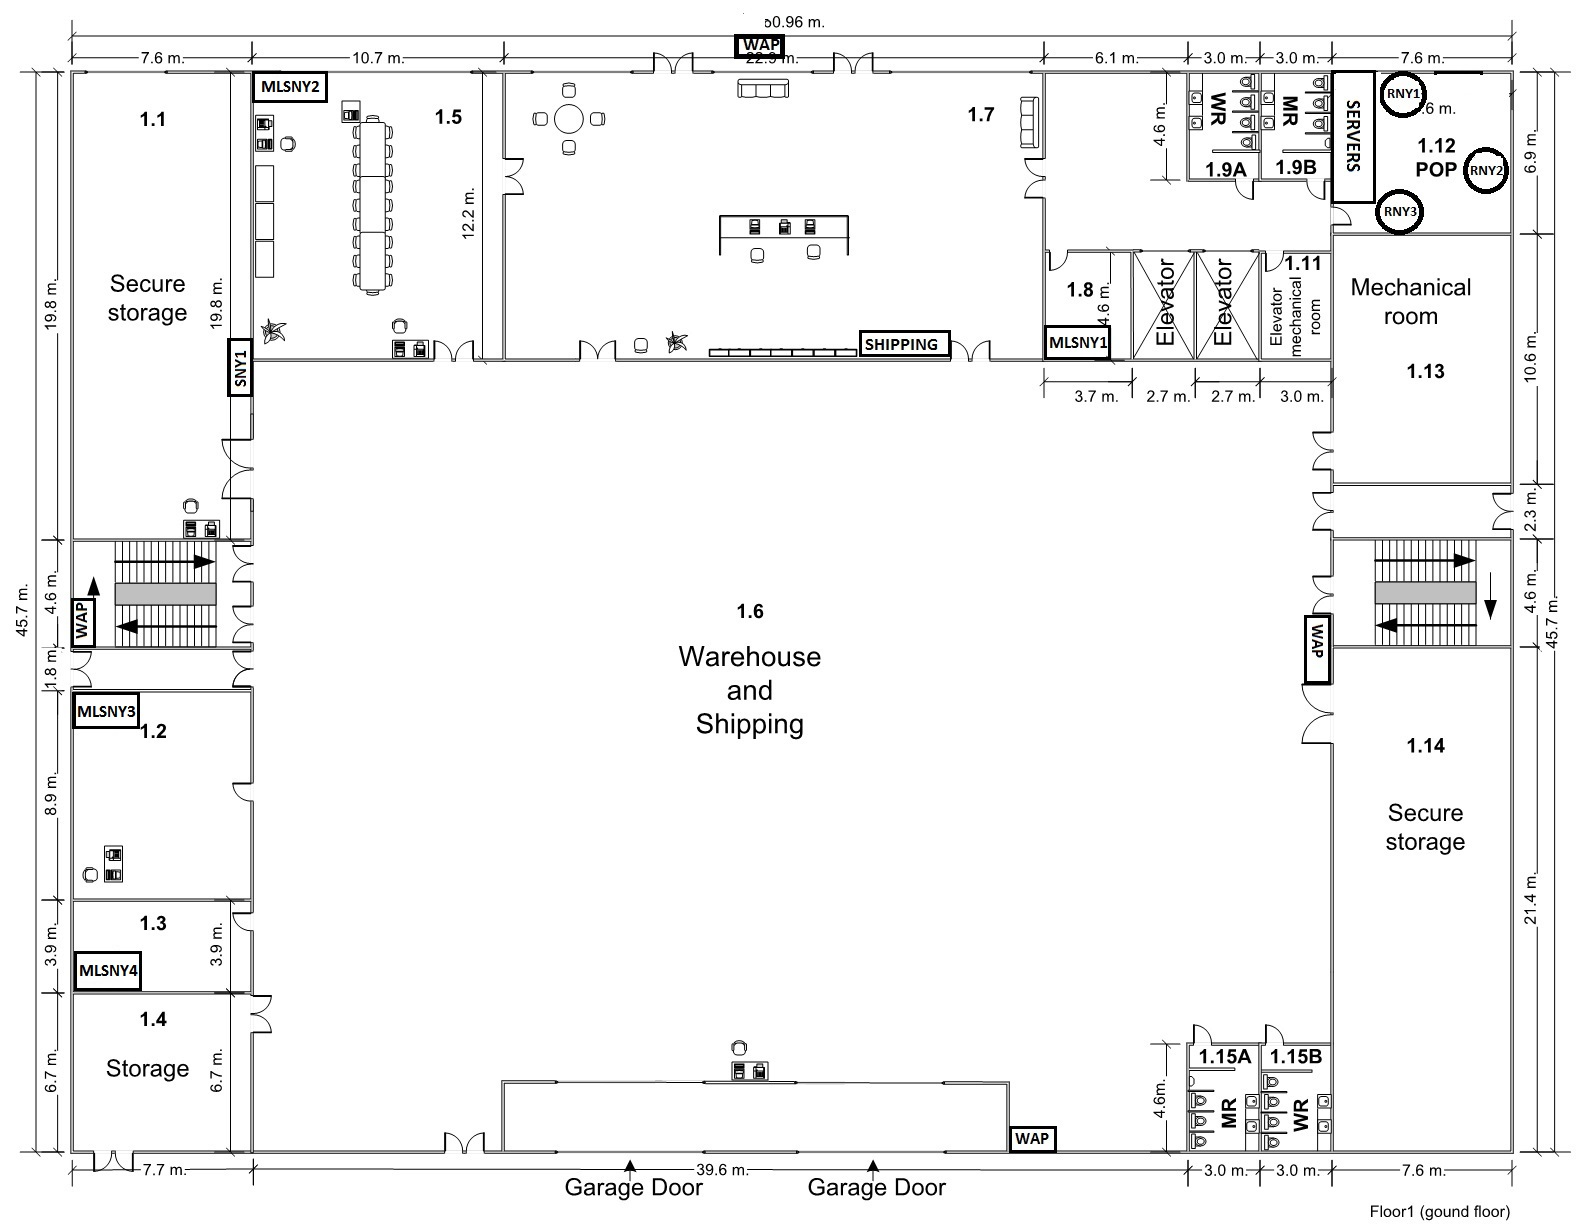 60.96 m.
WAP
7.6 m.
10.7 m.
22.9 m.
6.1 m.
3.0 m.
3.0 m.
7.6 m.
MLSNY2
1.1
1.5
1.7
4.6 m.
WR
MR
1.9A
1.9B
SERVERS
RNY1
.6 m.
1.12
POP
RNY2
RNY3
6.9 m.
12.2 m.
19.8 m.
Secure
storage
19.8 m.
SNY1
SHIPPING
1.8
4.6 m.
MLSNY1
Elevator
Elevator
1.11
Elevator
mechanical
room
Mechanical
room
1.13
10.6 m.
3.7 m.
2.7 m.
2.7 m.
3.0 m.
2.3 m.
45.7 m.
4.6 m.
WAP
1.8 m.
1.6
Warehouse
and
Shipping
WAP
4.6 m.
45.7 m.
MLSNY3
1.2
8.9 m.
1.14
Secure
storage
21.4 m.
1.3
3.9 m.
3.9 m.
MLSNY4
1.4
Storage
6.7 m.
6.7 m.
1.15A
1.15B
4.6m.
MR
WR
WAP
7.7 m.
39.6 m.
3.0 m.
3.0 m.
7.6 m.
Garage Door
Garage Door
Floor1 (gound floor)